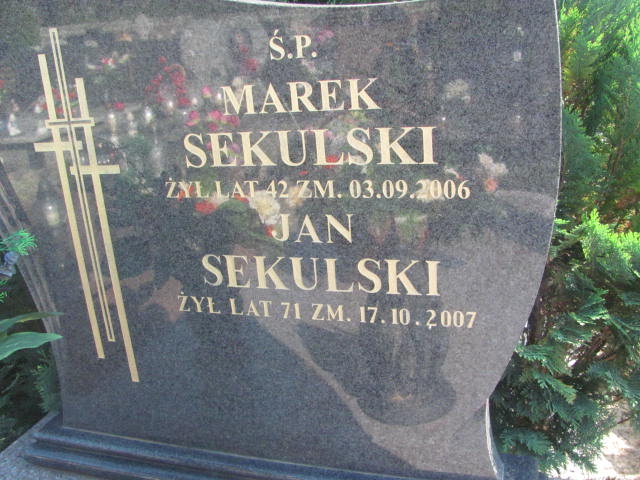 Ś.P.
MAREK
SEKULSKI
ŻYŁ LAT 42 ZM. 03.09.2006
JAN
SEKULSKI
ŻYŁ LAT 71 ZM. 17.10.2007